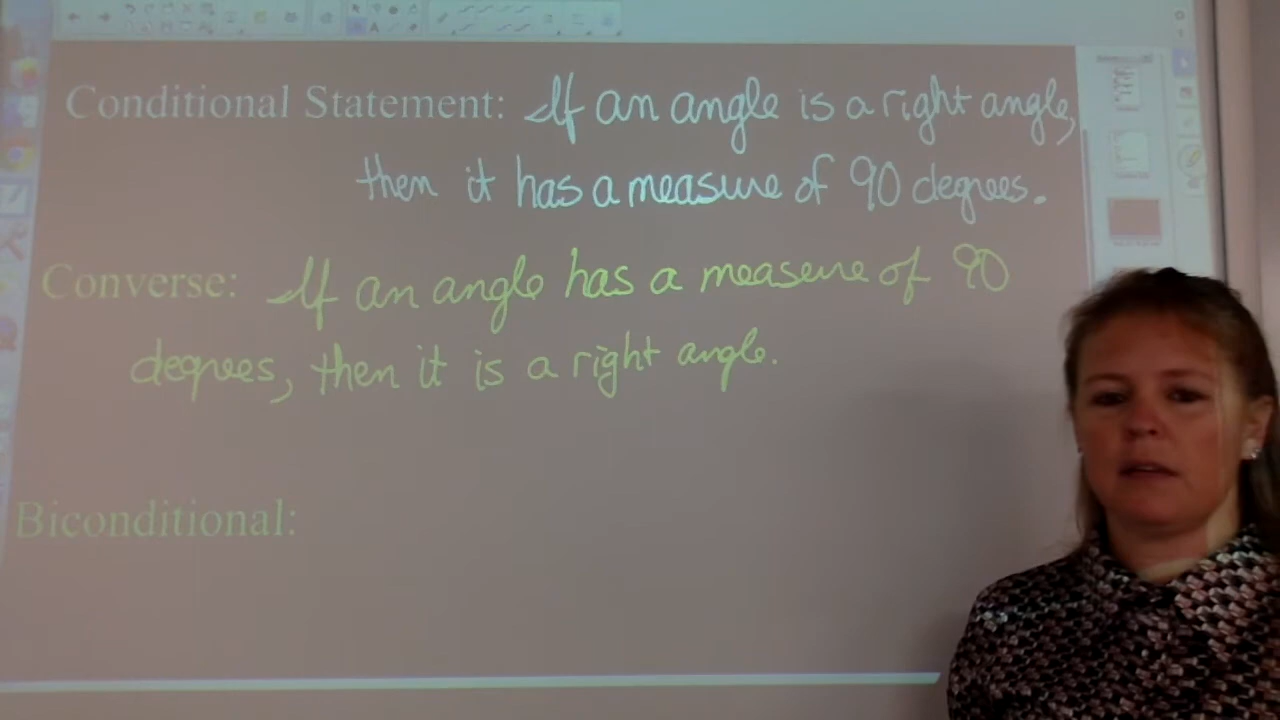 Conditional Statement: If an angle is a right angle,
then it has a measure of 90 degrees.
Converse: If an angle has a measure of 90
degrees, then it is a right angle.
Biconditional: